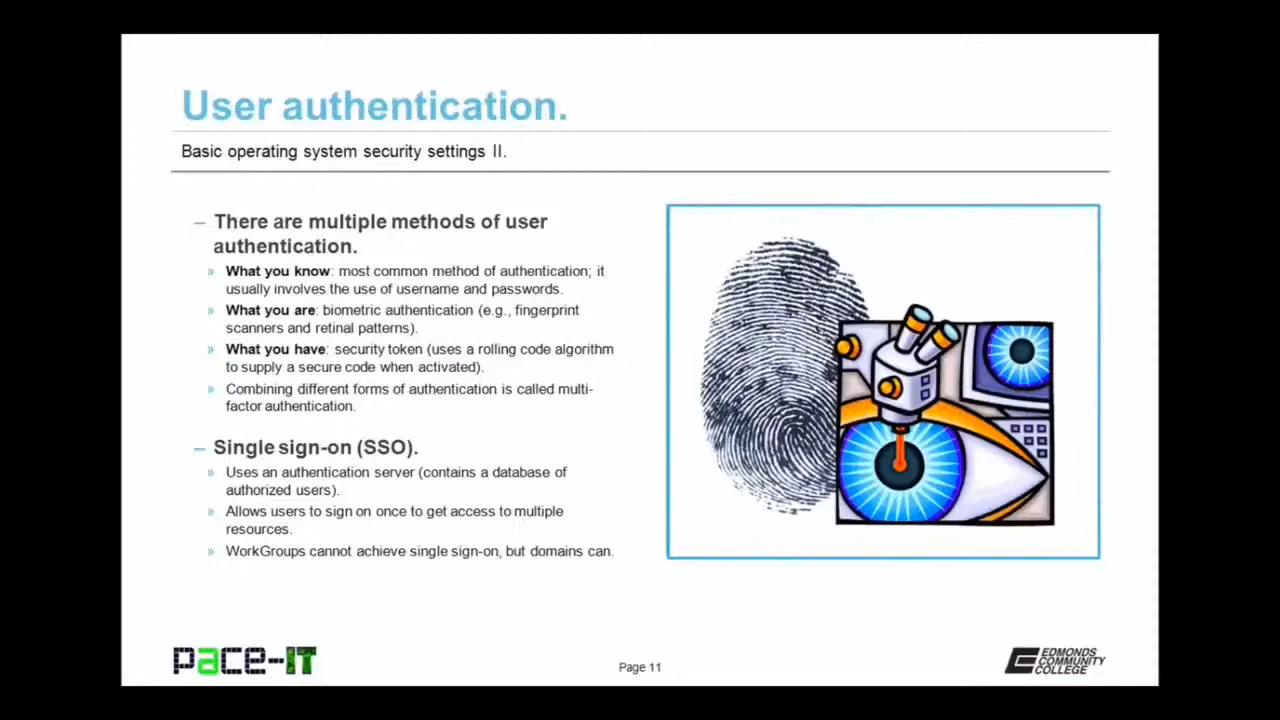 User authentication.
Basic operating system security settings II.
– There are multiple methods of user
authentication.
» What you know: most common method of authentication; it
usually involves the use of username and passwords.
» What you are: biometric authentication (e.g., fingerprint
scanners and retinal patterns).
» What you have: security token (uses a rolling code algorithm
to supply a secure code when activated).
» Combining different forms of authentication is called multi-
factor authentication.
– Single sign-on (SSO).
» Uses an authentication server (contains a database of
authorized users).
» Allows users to sign on once to get access to multiple
resources.
» WorkGroups cannot achieve single sign-on, but domains can.
pace-IT
Page 11
EDMONDS
COMMUNITY
COLLEGE